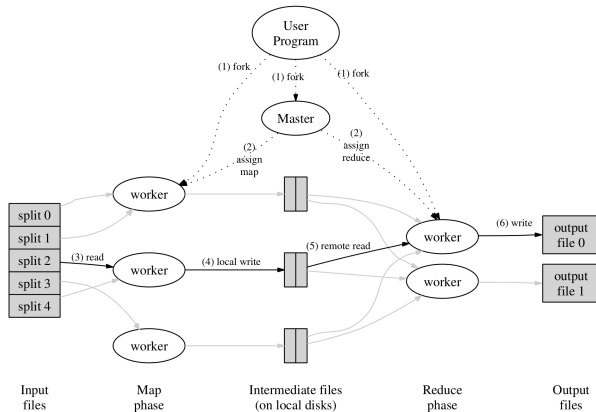 User
Program
(1) fork
(1) fork
(1) fork
Master
(2)
assign
map
(2)
assign
reduce
worker
split 0
split 1
split 2
split 3
split 4
(3) read
worker
(4) local write
(5) remote read
worker
worker
(6) write
output
file 0
worker
output
file 1
Input
files
Map
phase
Intermediate files
(on local disks)
Reduce
phase
Output
files